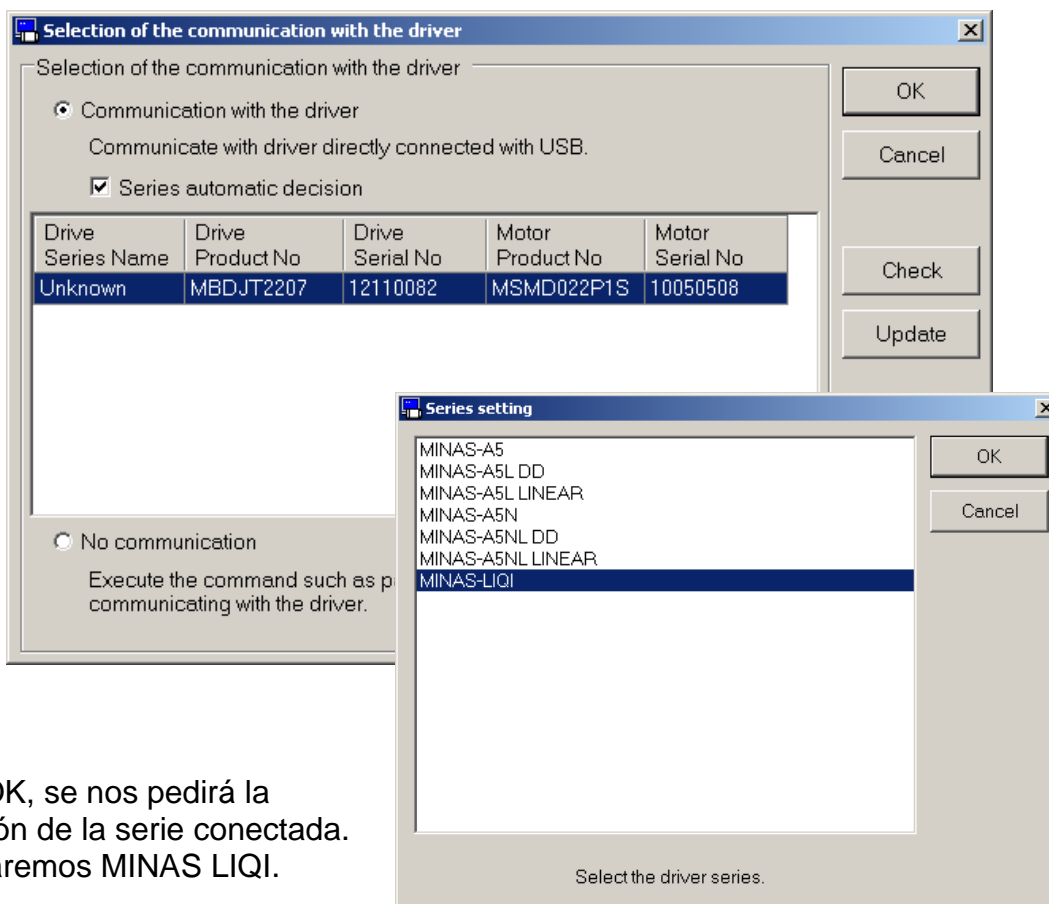 Selection of the communication with the driver
Selection of the communication with the driver
OK
Communication with the driver
Communicate with driver directly connected with USB.
Cancel
Series automatic decision
Drive Series Name
Drive Product No
Drive Serial No
Motor Product No
Motor Serial No
Unknown MBDJT2207 12110082 MSMD022P1S 10050508
Check
Update
No communication
Execute the command such as
communicating with the driver.
Series setting
MINAS-A5
MINAS-A5L DD
MINAS-A5L LINEAR
MINAS-A5N
MINAS-A5NL DD
MINAS-A5NL LINEAR
MINAS-LIQI
OK
Cancel
Select the driver series.
OK, se nos pedirá la
de la serie conectada.
MINAS LIQI.